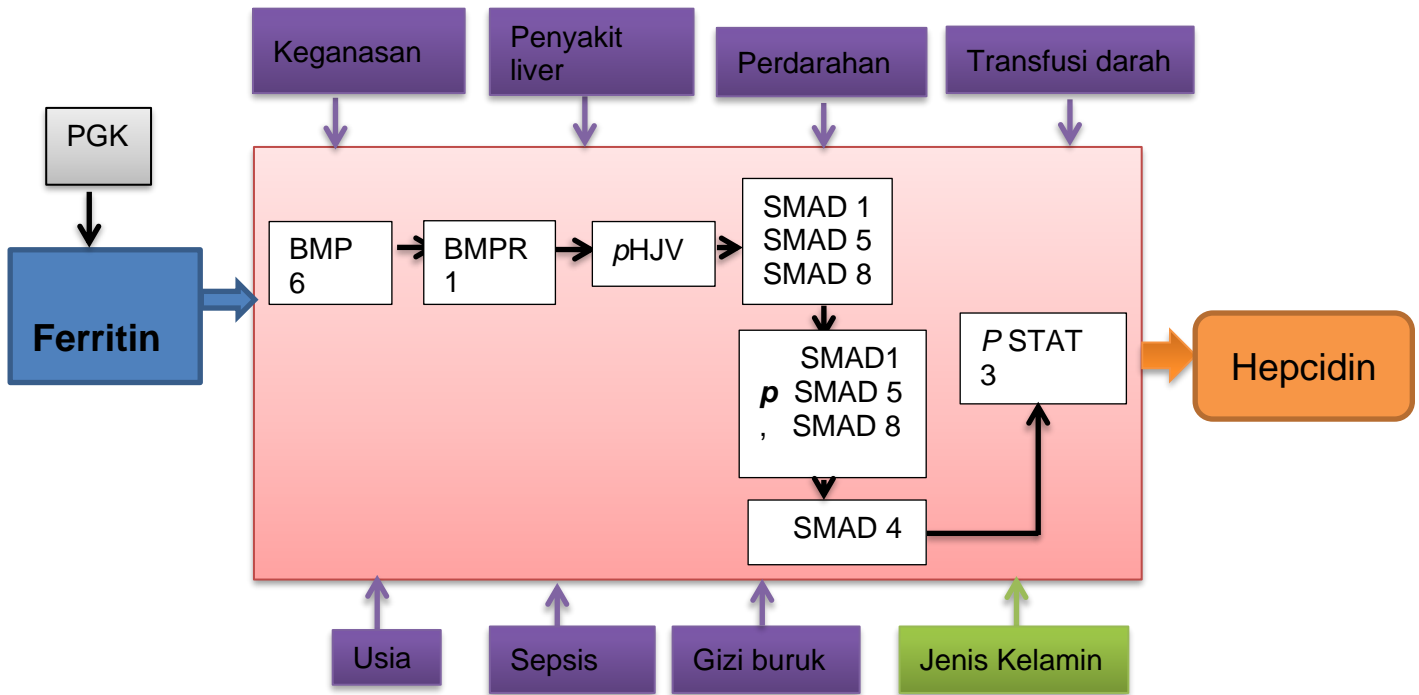 Keganasan
Penyakit
liver
Perdarahan
Transfusi darah
PGK
Ferritin
BMP
6
BMPR
1
pHJV
SMAD 1
SMAD 5
SMAD 8
SMAD1
p SMAD 5
, SMAD 8
SMAD 4
P STAT
3
Hepcidin
Usia
Sepsis
Gizi buruk
Jenis Kelamin